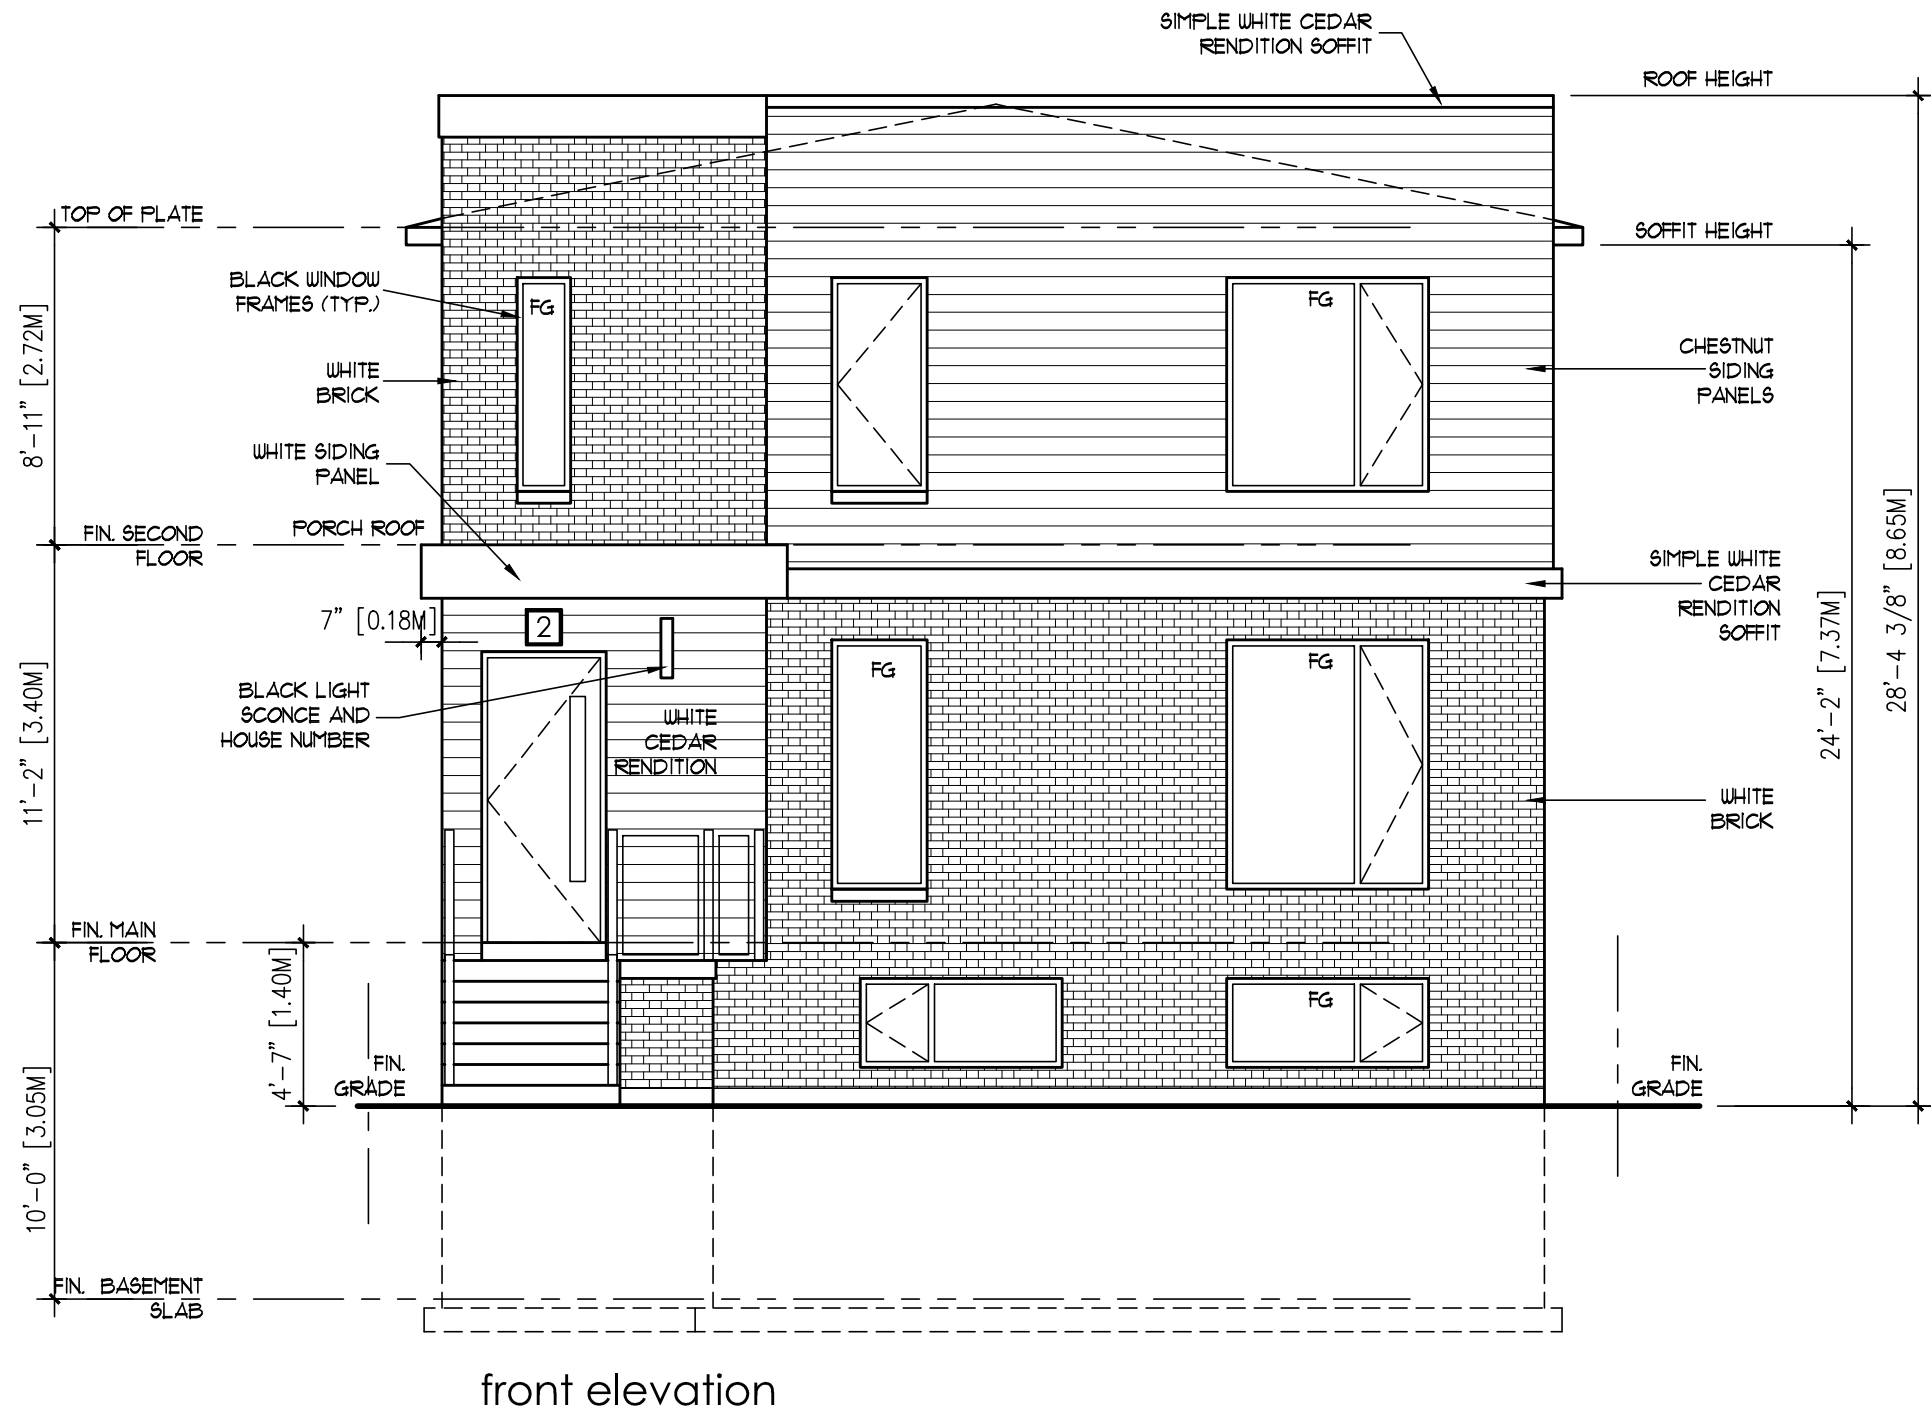 SIMPLE WHITE CEDAR
RENDITION SOFFIT
ROOF HEIGHT
TOP OF PLATE
SOFFIT HEIGHT
BLACK WINDOW
FRAMES (TYP.)
FG
FG
8'-11" [2.72M]
WHITE
BRICK
CHESTNUT
SIDING
PANELS
WHITE SIDING
PANEL
FIN. SECOND
FLOOR
PORCH ROOF
28'-4 3/8" [8.65M]
SIMPLE WHITE
CEDAR
RENDITION
SOFFIT
7" [0.18M]
2
24'-2" [7.37M]
FG
FG
11'-2" [3.40M]
BLACK LIGHT
SCONCE AND
HOUSE NUMBER
WHITE
CEDAR
RENDITION
WHITE
BRICK
FIN. MAIN
FLOOR
4'-7" [1.40M]
FG
FIN.
GRADE
FIN.
GRADE
10'-0" [3.05M]
FIN. BASEMENT
SLAB
front elevation